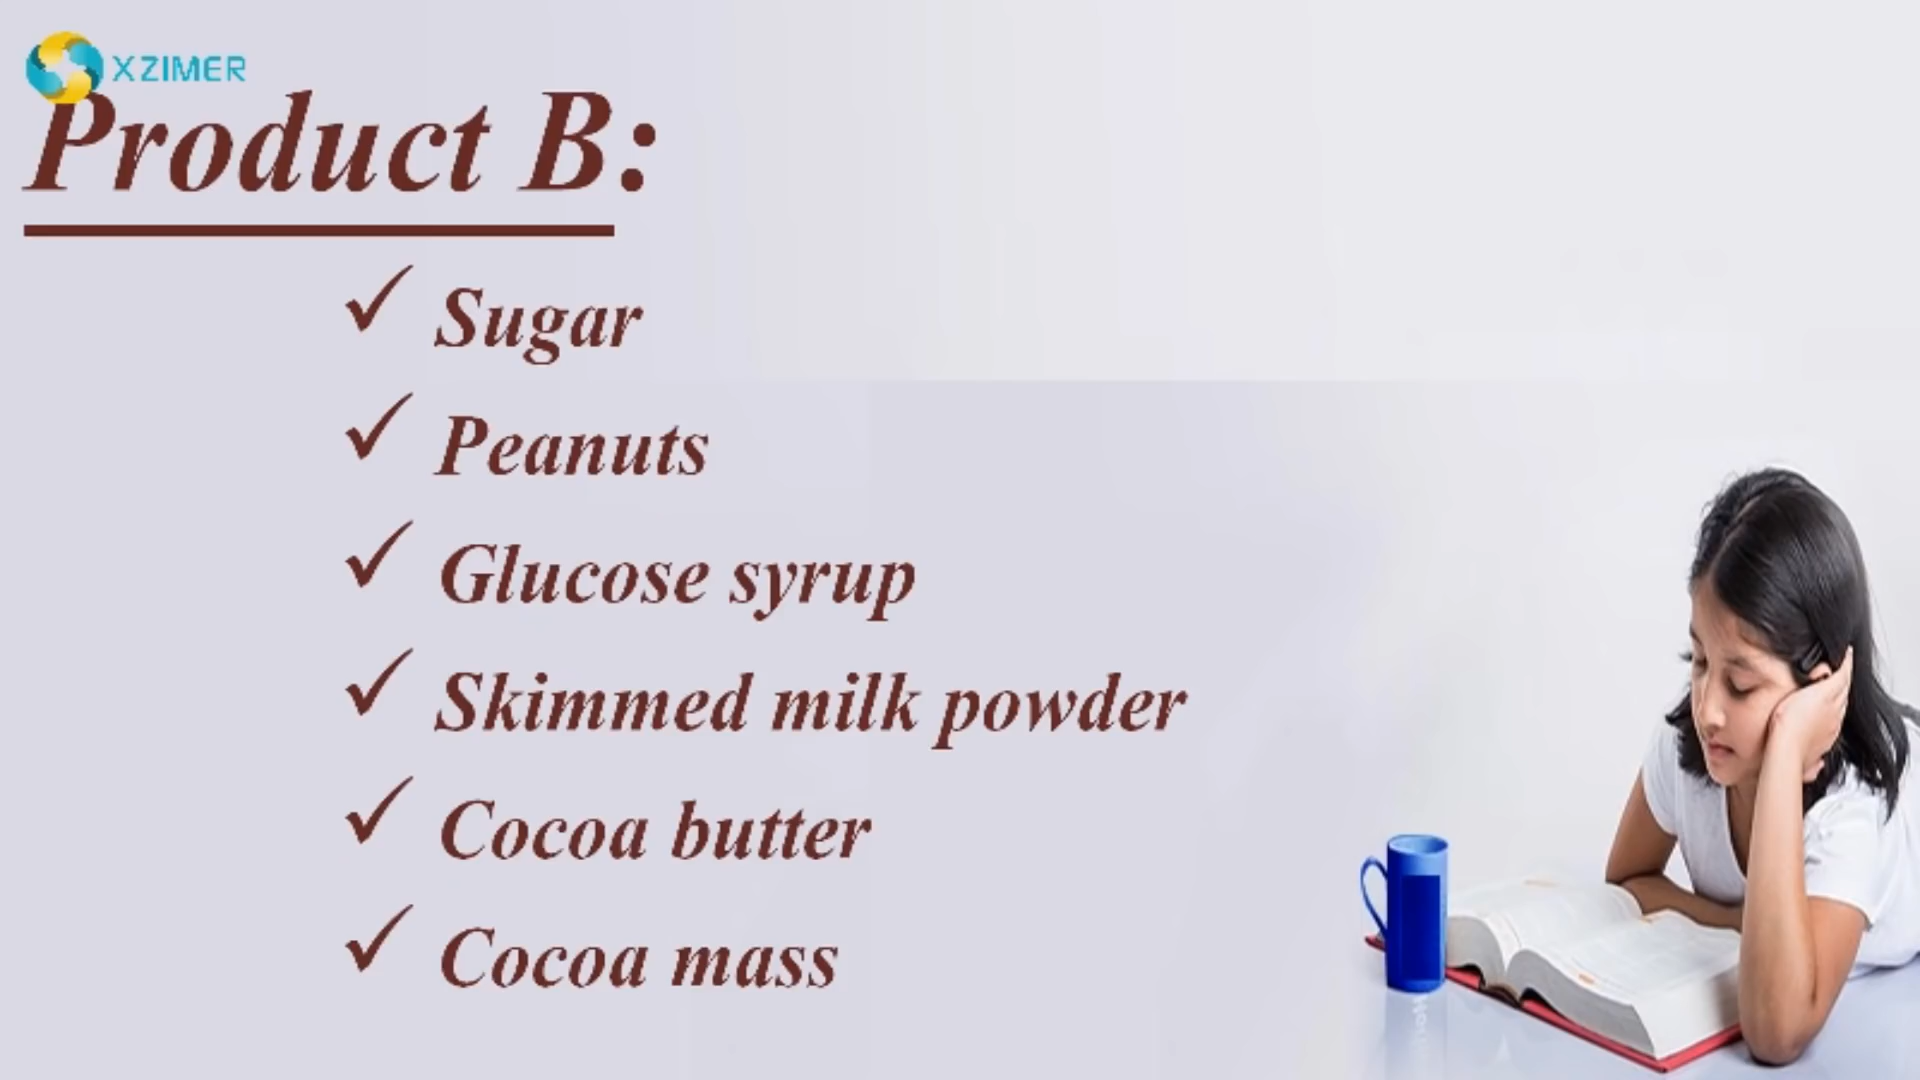 XZIMER
Product B:
Sugar
Peanuts
Glucose syrup
Skimmed milk powder
Cocoa butter
Cocoa mass